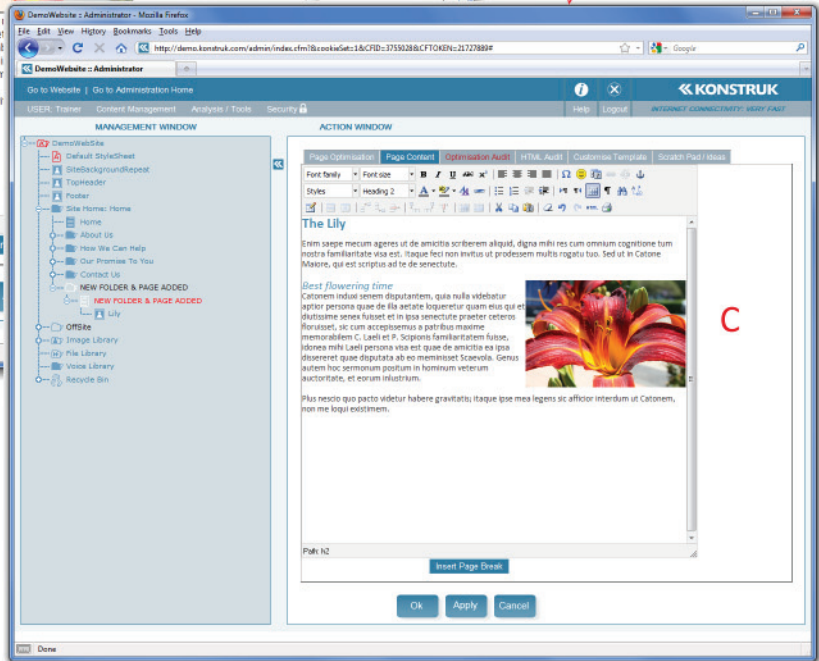 DemoWebsite :: Administrator - Mozilla Firefox
File Edit View History Bookmarks Tools Help
http://demo.konstruk.com/admin/index.cfm?&cookieSet=1&CFID=3755028&CFTOKEN=21727889#
Google
DemoWebsite :: Administrator
Go to Website | Go to Administration Home
KONSTRUK
USER: Trainer Content Management Analysis / Tools Security
Help Logout INTERNET CONNECTIVITY: VERY FAST
MANAGEMENT WINDOW
ACTION WINDOW
DemoWebSite
Default StyleSheet
SiteBackgroundRepeat
TopHeader
Footer
Site Home: Home
Home
About Us
How We Can Help
Our Promise To You
Contact Us
NEW FOLDER & PAGE ADDED
NEW FOLDER & PAGE ADDED
Lily
OffSite
Image Library
File Library
Voice Library
Recycle Bin
Page Optimisation Page Content Optimisation Audit HTML Audit Customise Template Scratch Pad / Ideas
Font family Font size
Styles Heading 2
The Lily
Enim saepe mecum ageres ut de amicitia scriberem aliquid, digna mihi res cum omnium cognitione tum
nostra familiaritate visa est. Itaque feci non invitus ut prodessem multis rogatu tuo. Sed ut in Catone
Maiore, qui est scriptus ad te de senectute.
Best flowering time
Catonem induxi senem disputantem, quia nulla videbatur
aptior persona quae de illa aetate loqueretur quam eius qui et
diutissime senex fuisset et in ipsa senectute praeter ceteros
floruisset, sic cum accepissemus a patribus maxime
memorabilem C. Laeli et P. Scipionis familiaritatem fuisse,
idonea mihi Laeli persona visa est quae de amicitia ea ipsa
dissereret quae disputata ab eo meminisset Scaevola. Genus
autem hoc sermonum positum in hominum veterum
auctoritate, et eorum inlustrium.
Plus nescio quo pacto videtur habere gravitatis; itaque ipse mea legens sic afficior interdum ut Catonem,
non me loqui existimem.
C
Path: h2
Insert Page Break
Ok Apply Cancel
Done